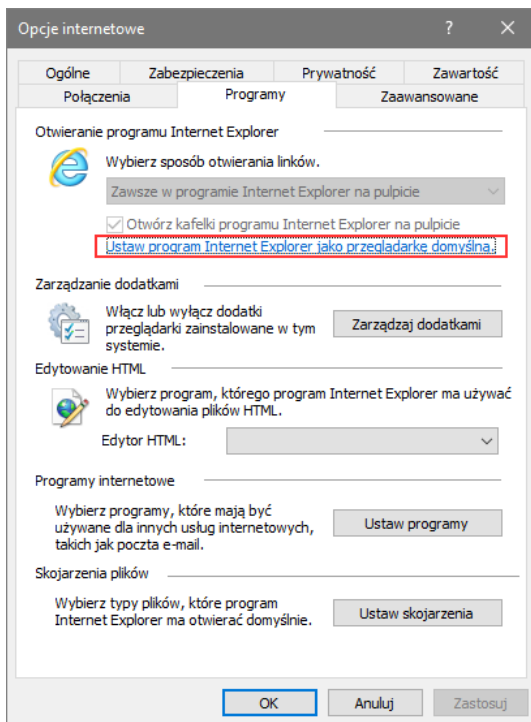 Opcje internetowe
Ogólne Zabezpieczenia Prywatność Zawartość
Połączenia Programy Zaawansowane
Otwieranie programu Internet Explorer
Wybierz sposób otwierania linków.
Zawsze w programie Internet Explorer na pulpicie
Otwórz kafelki programu Internet Explorer na pulpicie
Ustaw program Internet Explorer jako przeglądarkę domyślną.
Zarządzanie dodatkami
Włącz lub wyłącz dodatki
przeglądarki zainstalowane w tym
systemie.
Zarządzaj dodatkami
Edytowanie HTML
Wybierz program, którego program Internet Explorer ma używać
do edytowania plików HTML.
Edytor HTML:
Programy internetowe
Wybierz programy, które mają być
używane dla innych usług internetowych,
takich jak poczta e-mail.
Ustaw programy
Skojarzenia plików
Wybierz typy plików, które program
Internet Explorer ma otwierać domyślnie.
Ustaw skojarzenia
OK Anuluj Zastosuj